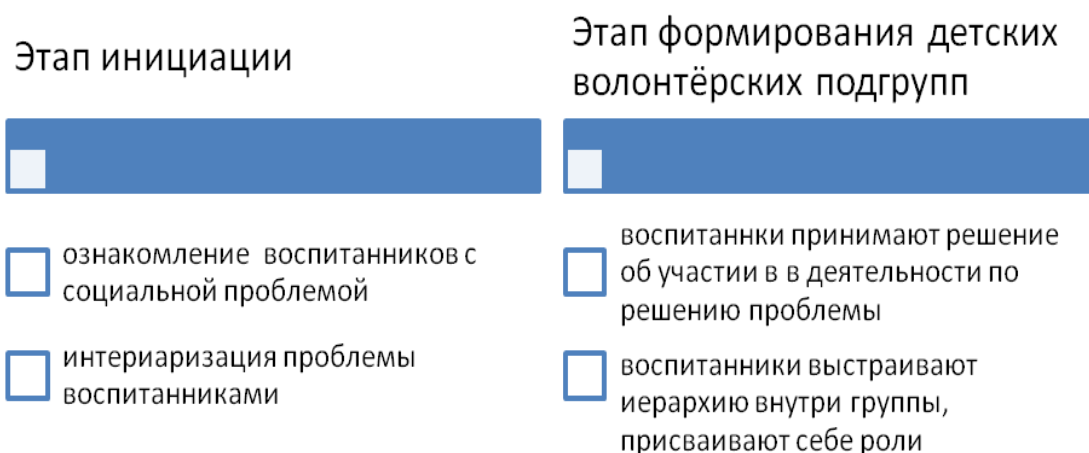 Этап инициации
ознакомление воспитанников с
социальной проблемой
интериаризация проблемы
воспитанниками
Этап формирования детских
волонтёрских подгрупп
воспитаннки принимают решение
об участии в в деятельности по
решению проблемы
воспитанники выстраивают
иерархию внутри группы,
присваивают себе роли